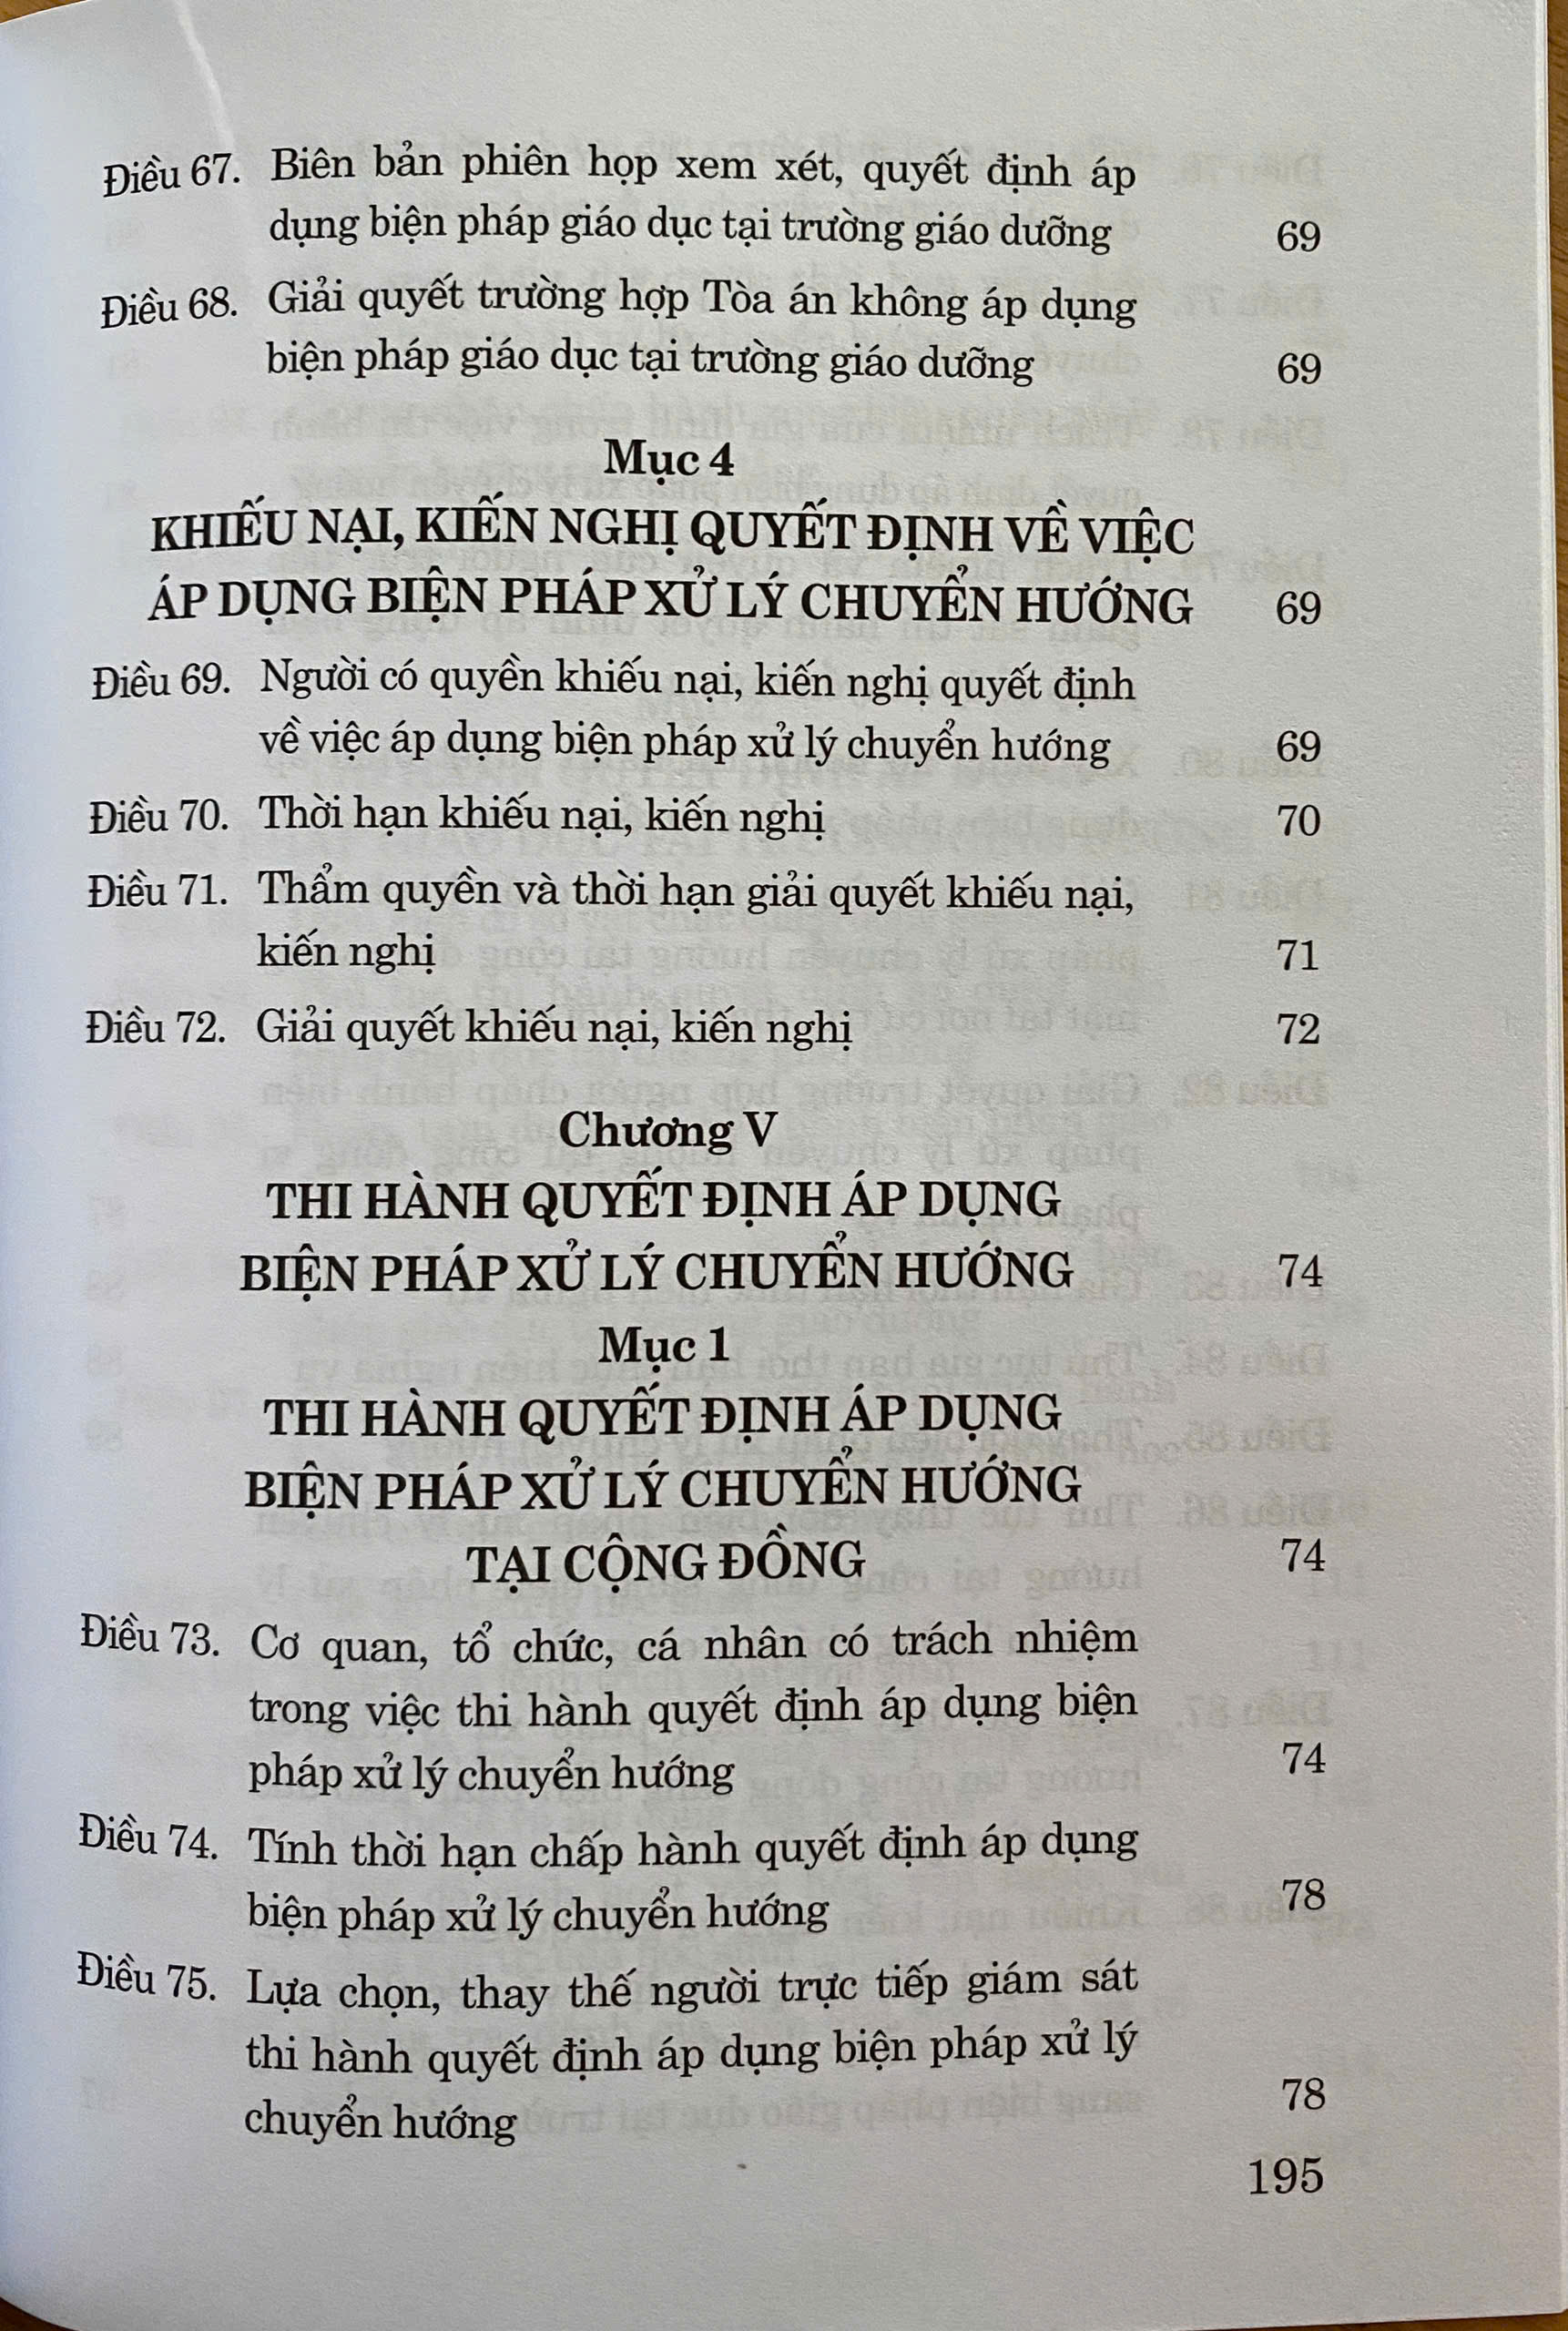 Điều 67. Biên bản phiên họp xem xét, quyết định áp
dụng biện pháp giáo dục tại trường giáo dưỡng 69
Điều 68. Giải quyết trường hợp Tòa án không áp dụng
biện pháp giáo dục tại trường giáo dưỡng 69
Mục 4
KHIẾU NẠI, KIẾN NGHỊ QUYẾT ĐỊNH VỀ VIỆC
ÁP DỤNG BIỆN PHÁP XỬ LÝ CHUYỂN HƯỚNG 69
Điều 69. Người có quyền khiếu nại, kiến nghị quyết định
về việc áp dụng biện pháp xử lý chuyển hướng 69
Điều 70. Thời hạn khiếu nại, kiến nghị 70
Điều 71. Thẩm quyền và thời hạn giải quyết khiếu nại,
kiến nghị 71
Điều 72. Giải quyết khiếu nại, kiến nghị 72
Chương V
THI HÀNH QUYẾT ĐỊNH ÁP DỤNG
BIỆN PHÁP XỬ LÝ CHUYỂN HƯỚNG 74
Mục 1
THI HÀNH QUYẾT ĐỊNH ÁP DỤNG
BIỆN PHÁP XỬ LÝ CHUYỂN HƯỚNG
TẠI CỘNG ĐỒNG 74
Điều 73. Cơ quan, tổ chức, cá nhân có trách nhiệm
trong việc thi hành quyết định áp dụng biện
pháp xử lý chuyển hướng 74
Điều 74. Tính thời hạn chấp hành quyết định áp dụng
biện pháp xử lý chuyển hướng 78
Điều 75. Lựa chọn, thay thế người trực tiếp giám sát
thi hành quyết định áp dụng biện pháp xử lý
chuyển hướng 78
195